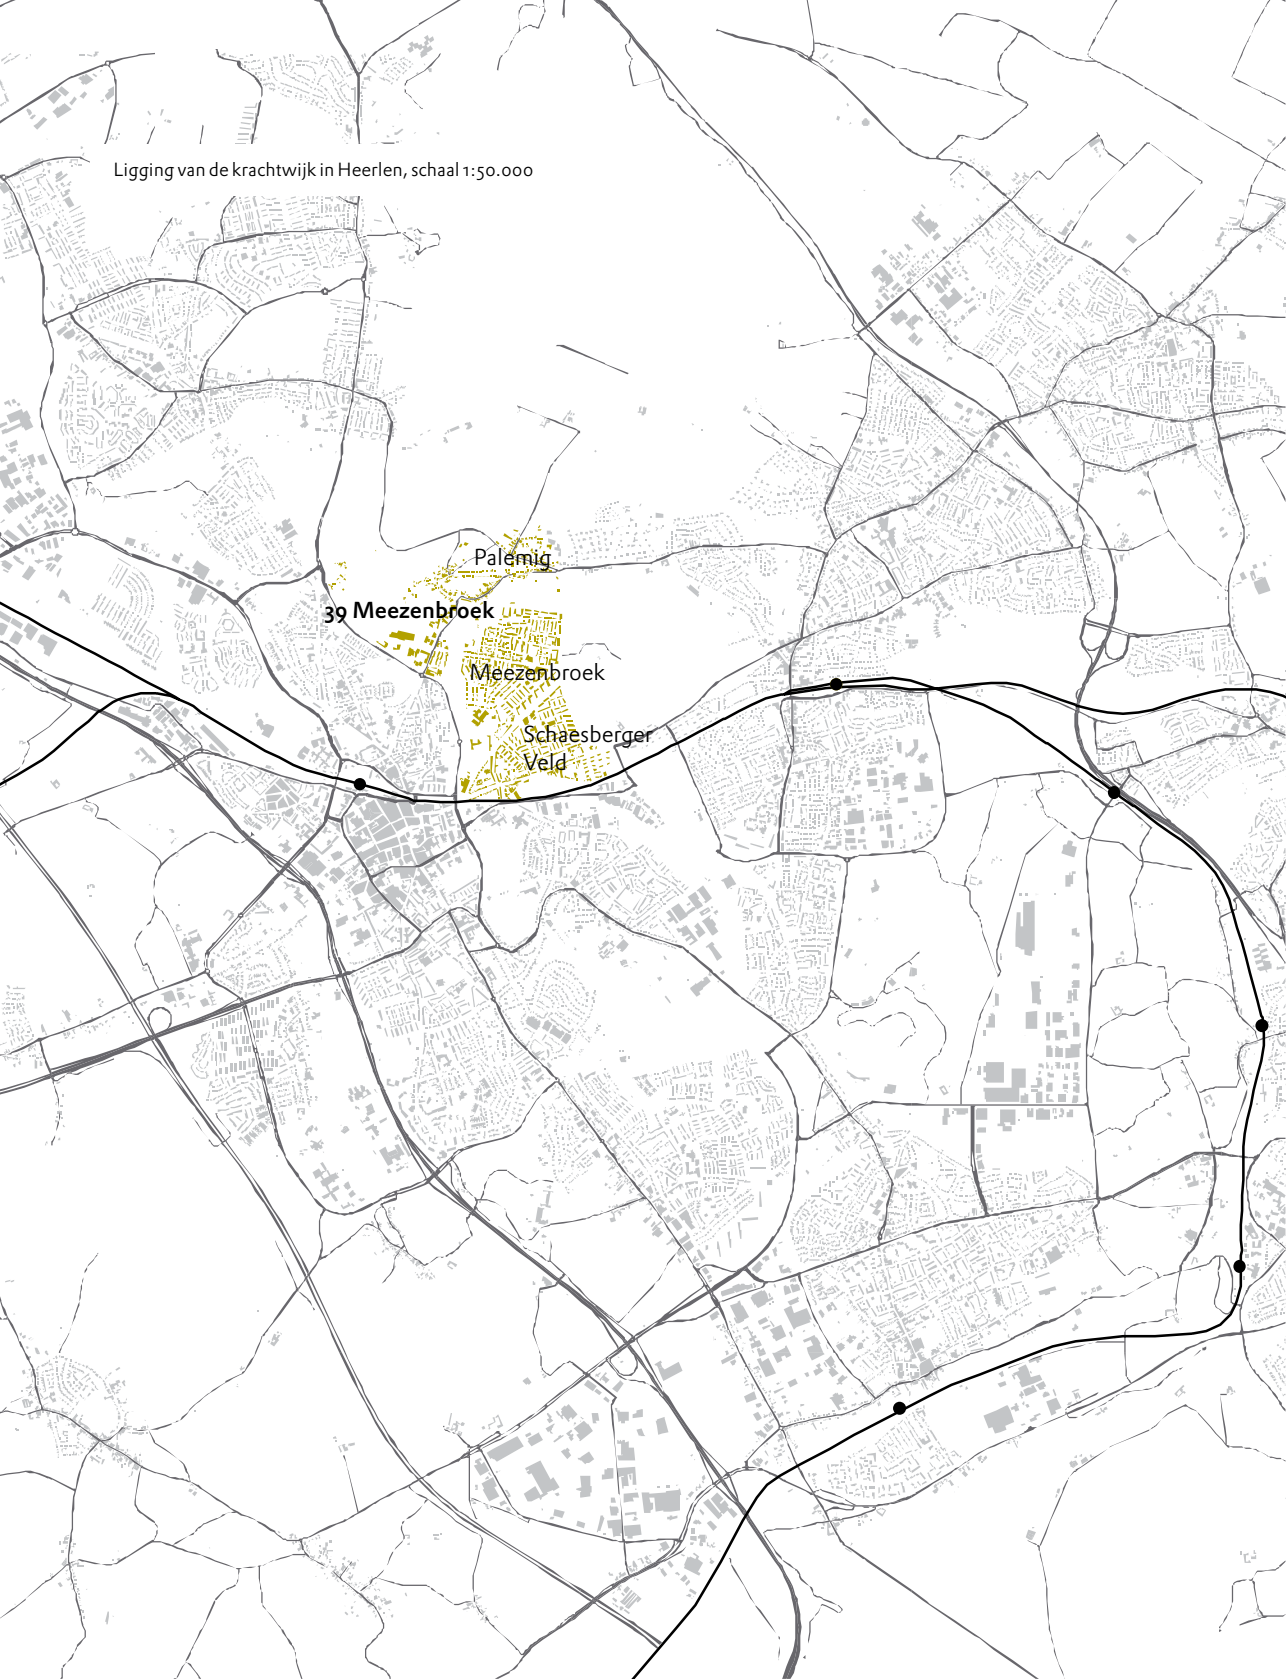 Ligging van de krachtwijk in Heerlen, schaal 1:50.000
Palemig
39 Meezenbroek
Meezenbroek
Schaesberger
Veld